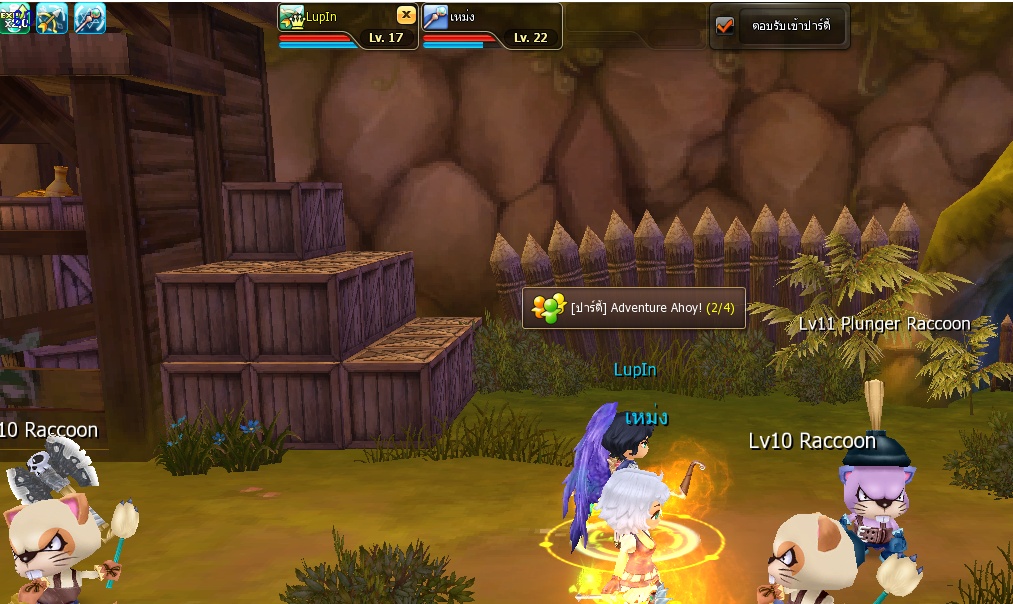 EXP
x20
LupIn
Lv. 17
เหม่ง
Lv. 22
ตอบรับเข้าปาร์ตี้
[ปาร์ตี้] Adventure Ahoy! (2/4)
Lv11 Plunger Raccoon
LupIn
เหม่ง
10 Raccoon
Lv10 Raccoon